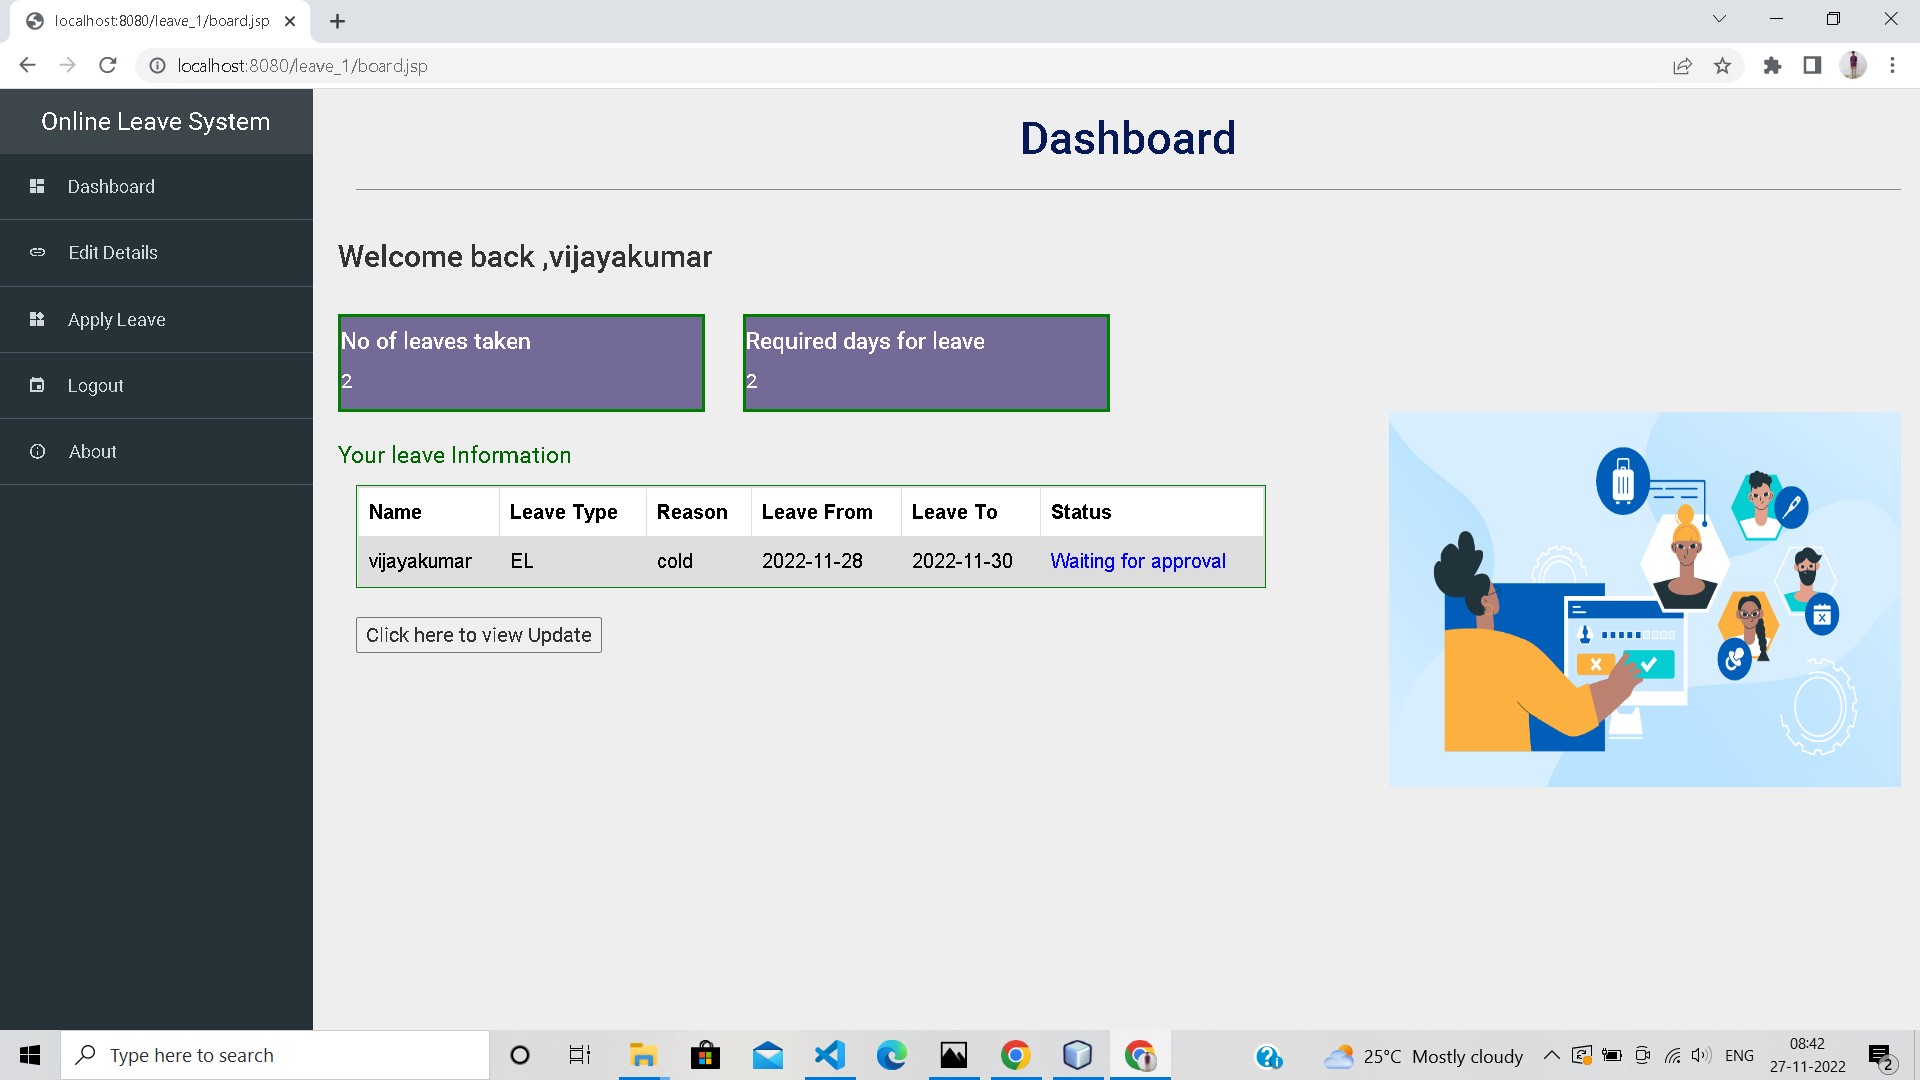 localhost:8080/leave_1/board.jsp
localhost:8080/leave_1/board.jsp
Online Leave System
Dashboard
Edit Details
Apply Leave
Logout
About
Dashboard
Welcome back ,vijayakumar
No of leaves taken
2
Required days for leave
2
Your leave Information
Name Leave Type Reason Leave From Leave To Status
vijayakumar EL cold 2022-11-28 2022-11-30 Waiting for approval
Click here to view Update
Type here to search
25°C Mostly cloudy
ENG
08:42
27-11-2022
2